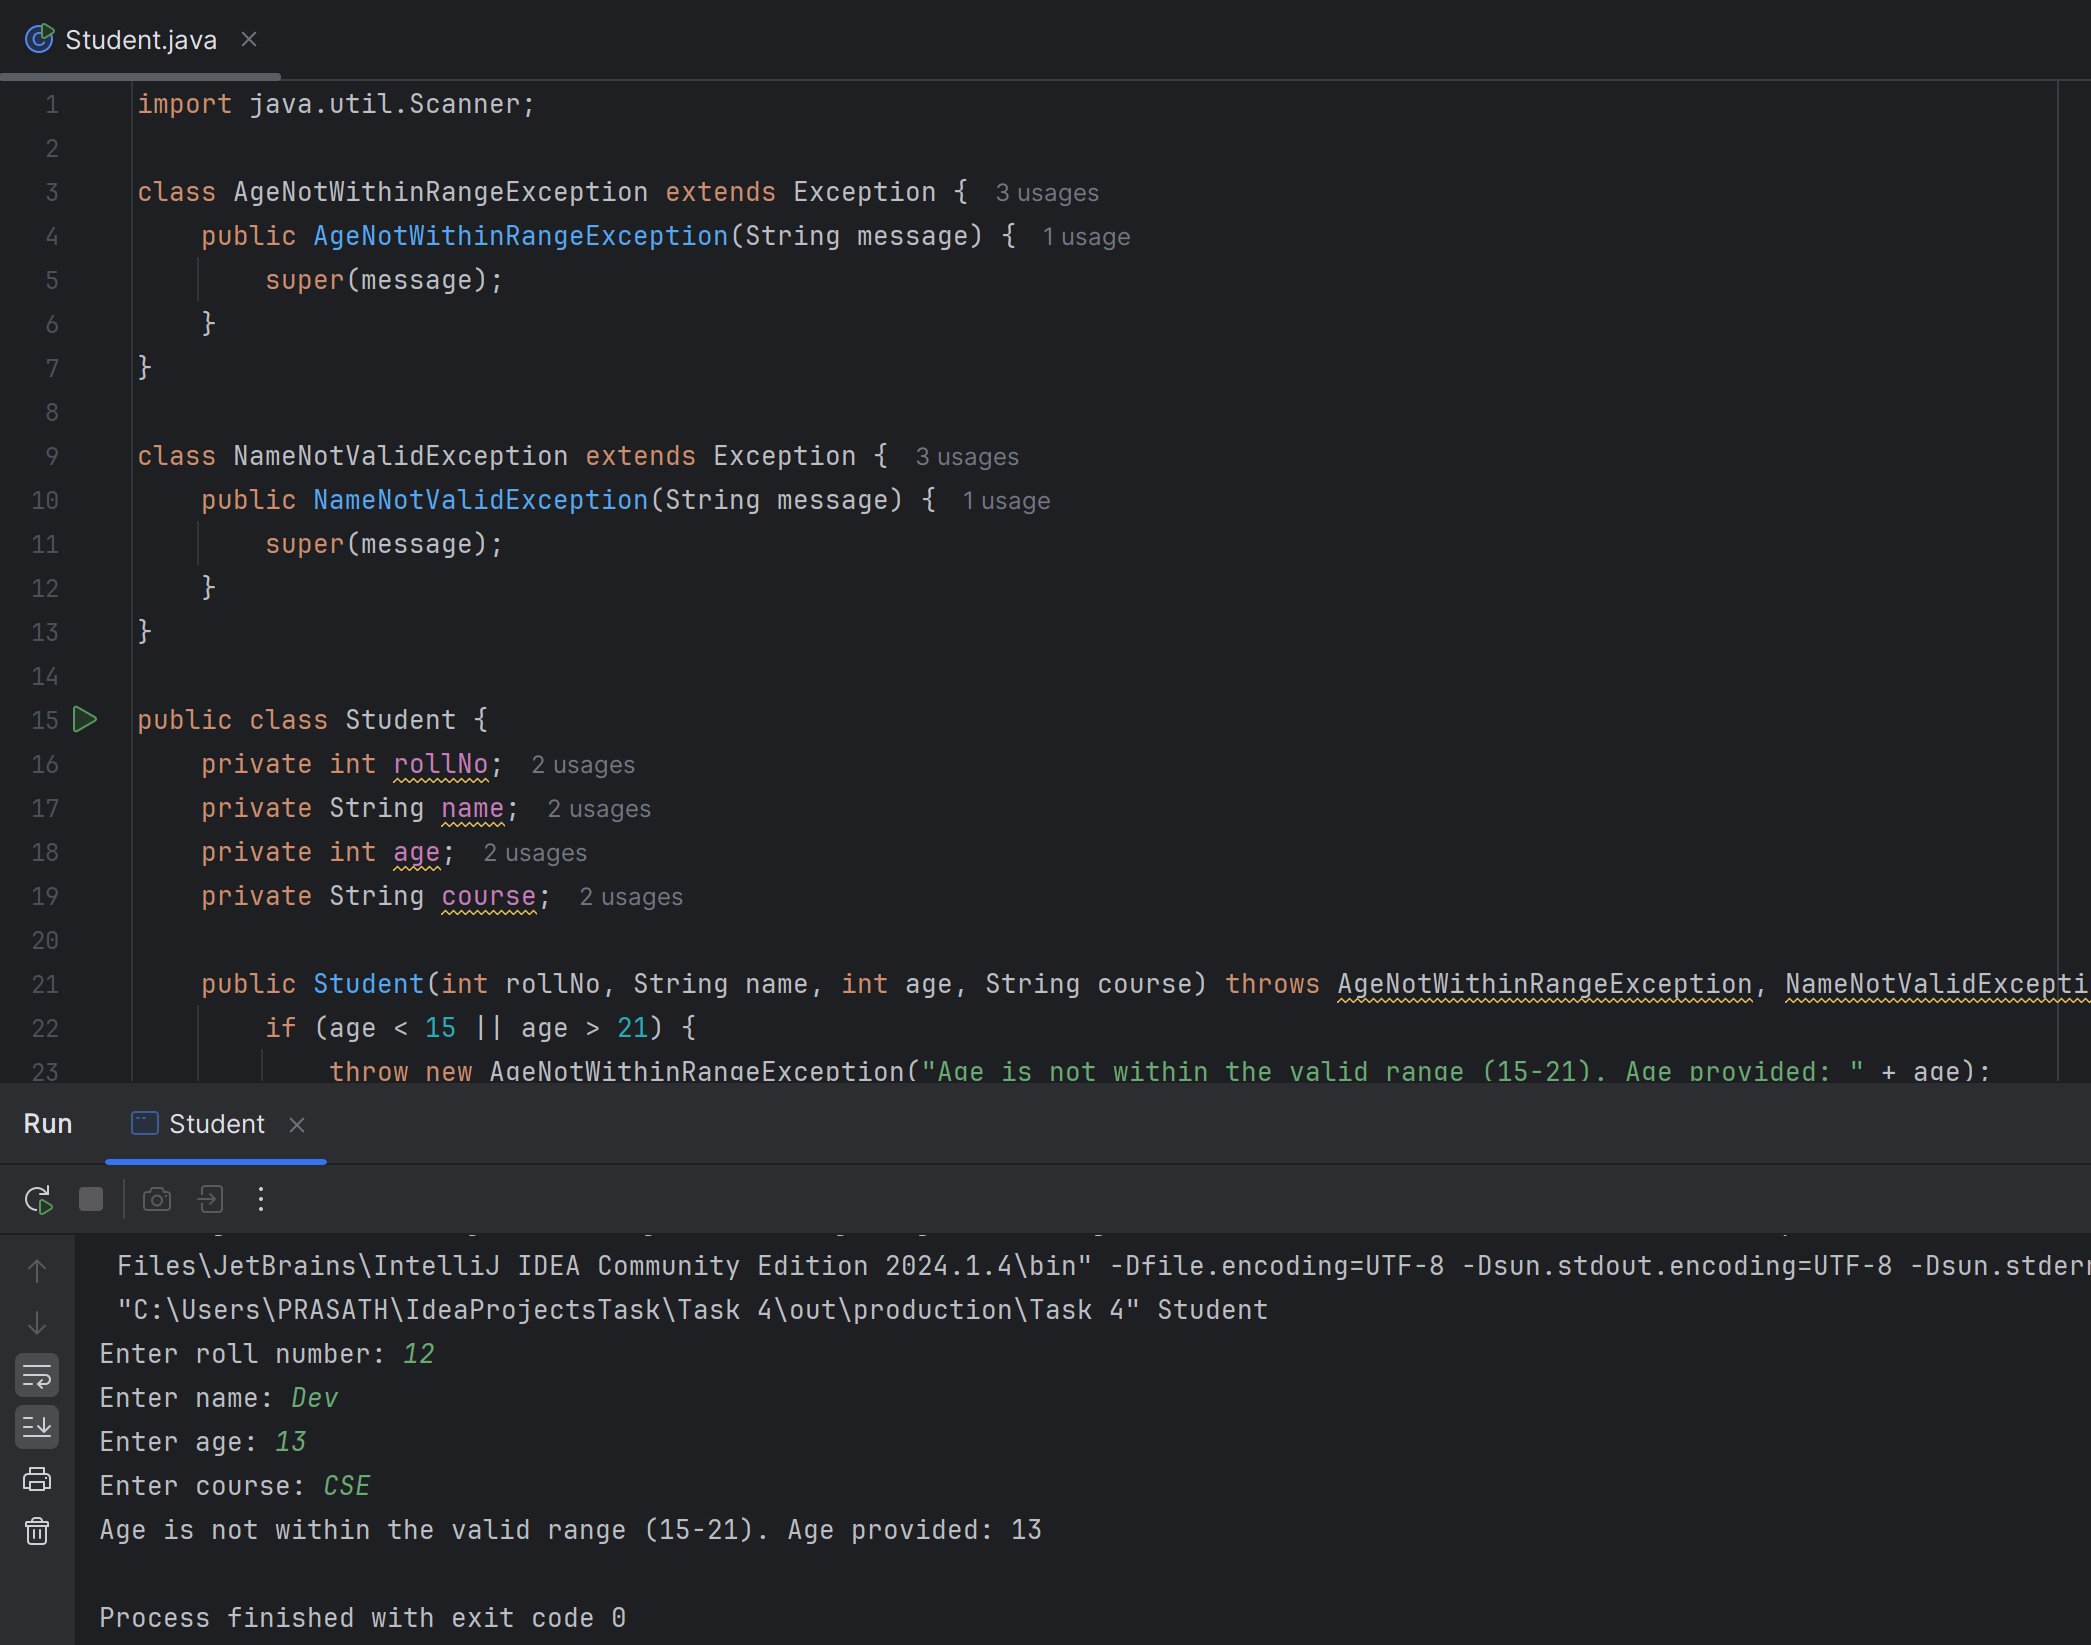 Student.java
1 import java.util.Scanner;
2
3 class AgeNotWithinRangeException extends Exception { 3 usages
4 public AgeNotWithinRangeException(String message) { 1 usage
5 super(message);
6 }
7 }
8
9 class NameNotValidException extends Exception { 3 usages
10 public NameNotValidException(String message) { 1 usage
11 super(message);
12 }
13 }
14
15 public class Student {
16 private int rollNo; 2 usages
17 private String name; 2 usages
18 private int age; 2 usages
19 private String course; 2 usages
20
21 public Student(int rollNo, String name, int age, String course) throws AgeNotWithinRangeException, NameNotValidExcepti
22 if (age < 15 || age > 21) {
23 throw new AgeNotWithinRangeException("Age is not within the valid range (15-21). Age provided: " + age);
Run Student
Files\JetBrains\IntelliJ IDEA Community Edition 2024.1.4\bin" -Dfile.encoding=UTF-8 -Dsun.stdout.encoding=UTF-8 -Dsun.stder
"C:\Users\PRASATH\IdeaProjectsTask\Task 4\out\production\Task 4" Student
Enter roll number: 12
Enter name: Dev
Enter age: 13
Enter course: CSE
Age is not within the valid range (15-21). Age provided: 13
Process finished with exit code 0